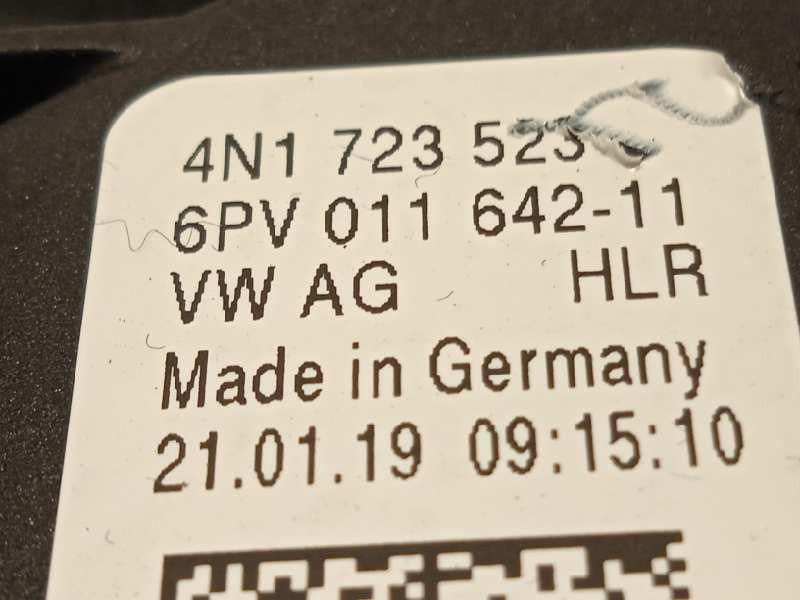 4N1 723 523
6PV 011 642-11
VW AG HLR
Made in Germany
21.01.19 09:15:10